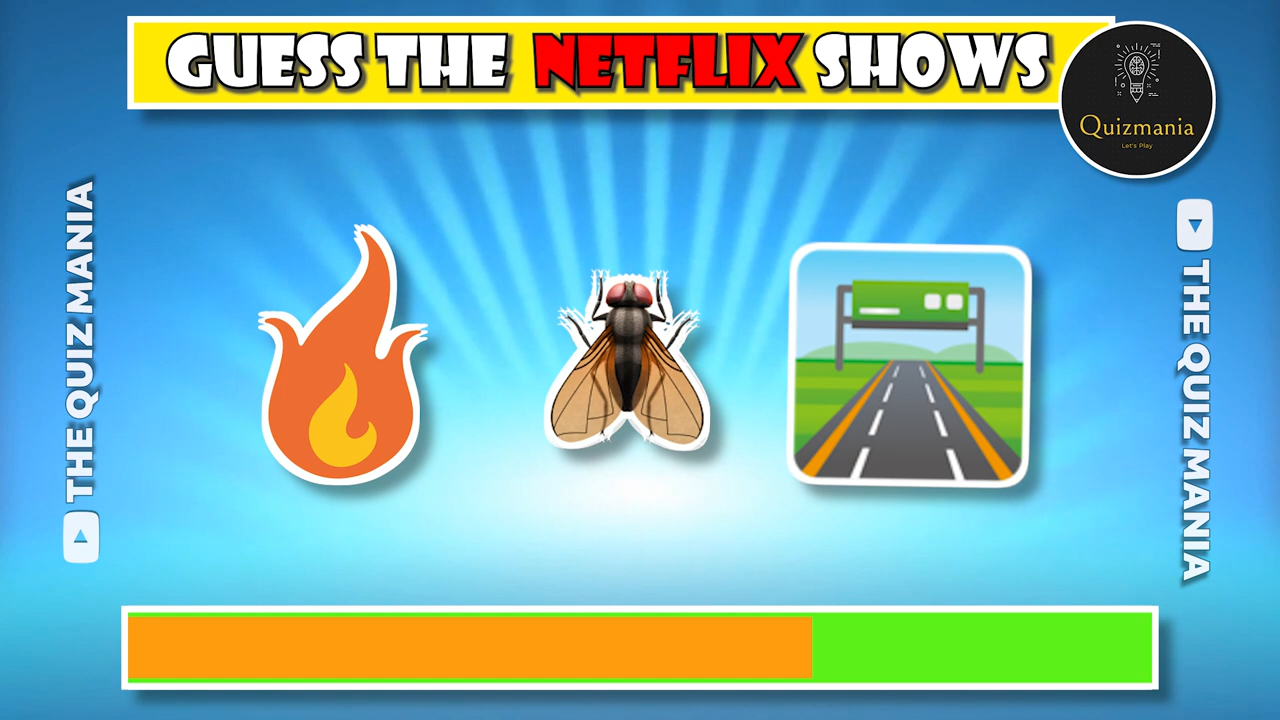 GUESS THE NETFLIX SHOWS
Quizmania
Let's Play
THE QUIZ MANIA
THE QUIZ MANIA